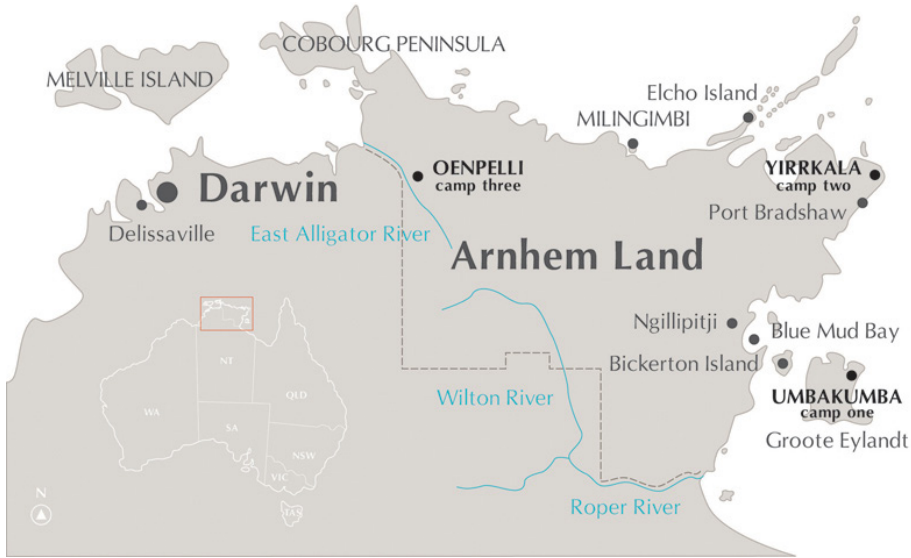 COBOURG PENINSULA
MELVILLE ISLAND
Elcho Island
MILINGIMBI
OENPELLI
camp three
YIRRKALA
camp two
Darwin
Port Bradshaw
Delissaville
East Alligator River
Arnhem Land
Ngillipitji
Blue Mud Bay
Bickerton Island
NT
QLD
WA
UMBAKUMBA
camp one
Wilton River
SA
Groote Eylandt
NSW
VIC
N
Roper River
TAS